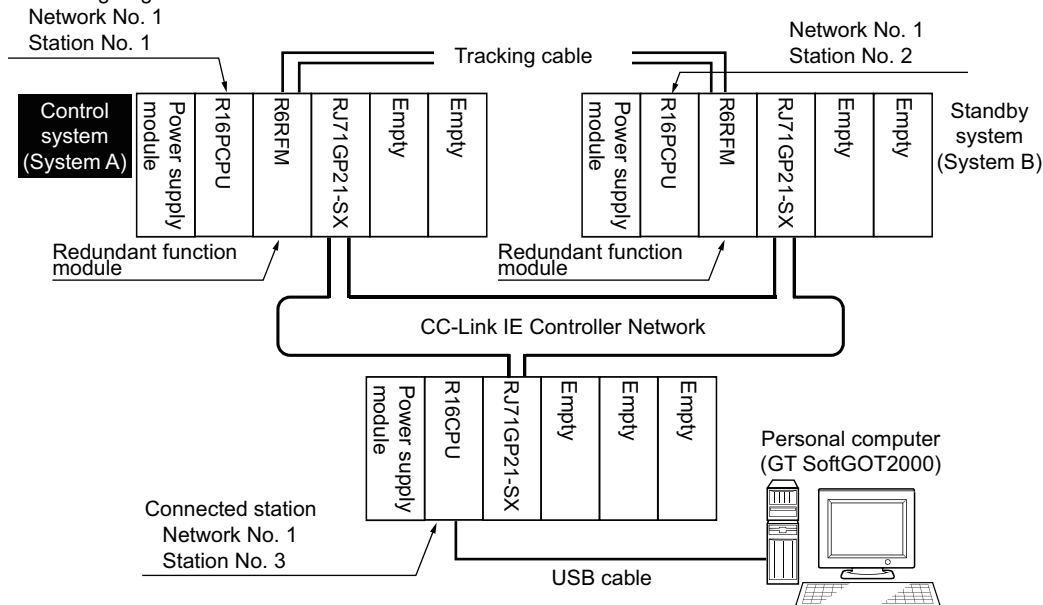 Network No. 1
Station No. 1
Network No. 1
Station No. 2
Tracking cable
Control
system
(System A)
Power supply
module
R16PCPU
R6RFM
RJ71GP21-SX
Empty
Empty
Power supply
module
R16PCPU
R6RFM
RJ71GP21-SX
Empty
Empty
Standby
system
(System B)
Redundant function
module
Redundant function
module
CC-Link IE Controller Network
Power supply
module
R16CPU
RJ71GP21-SX
Empty
Empty
Empty
Personal computer
(GT SoftGOT2000)
Connected station
Network No. 1
Station No. 3
USB cable